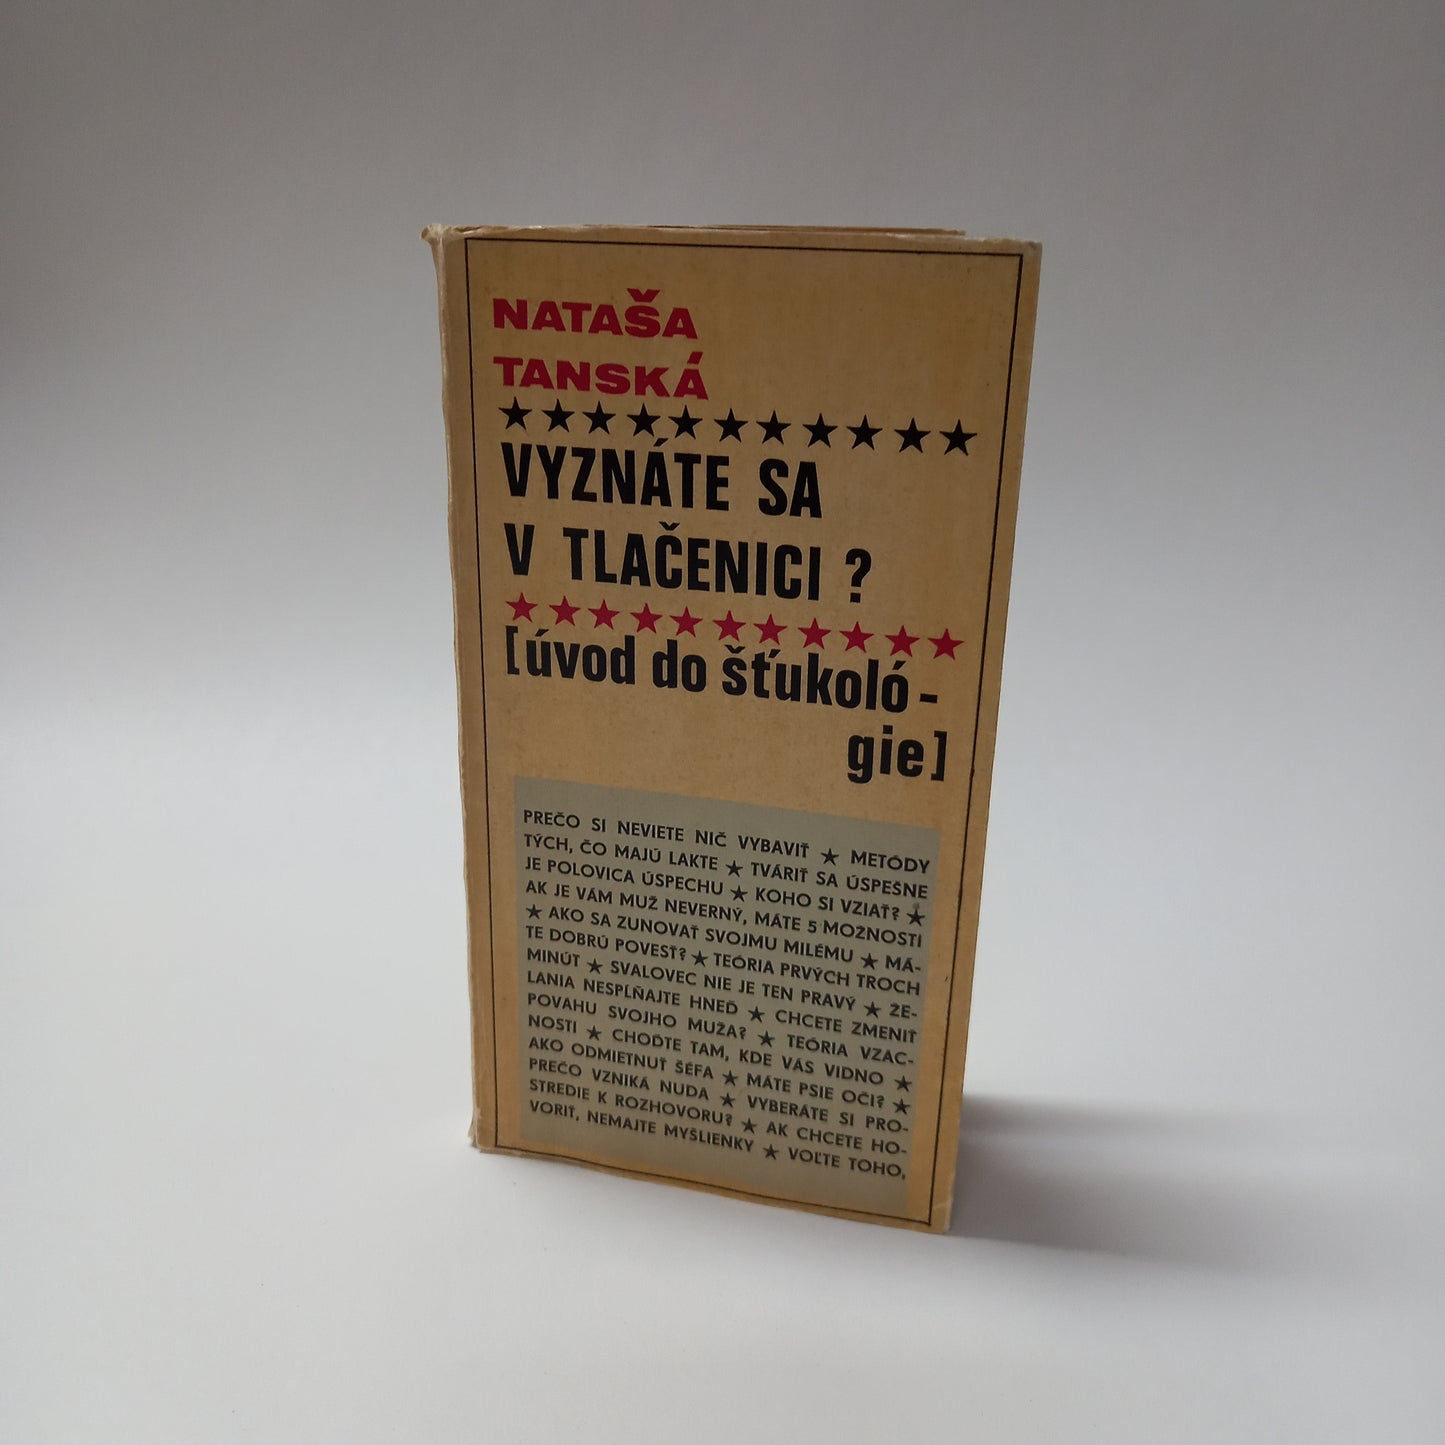 NATAŠA
TANSKÁ
★★★★★★★★★★★
VYZNÁTE SA
V TLAČENICI ?
★★★★★★★★★★★
[úvod do šťukoló-
gie]
PREČO SI NEVIETE NIČ VYBAVIŤ ★ METÓDY
TÝCH, ČO MAJÚ LAKTE ★ TVÁRIŤ SA ÚSPEŠNE
JE POLOVICA ÚSPECHU ★ KOHO SI VZIAŤ? ★
AK JE VÁM MUŽ NEVERNÝ, MÁTE 5 MOŽNOSTI
★ AKO SA ZUNOVAŤ SVOJMU MILÉMU ★ MÁ-
TE DOBRÚ POVESŤ? ★ TEÓRIA PRVÝCH TROCH
MINÚT ★ SVALOVEC NIE JE TEN PRAVÝ ★ ŽE-
LANIA NESPLŇAJTE HNEĎ ★ CHCETE ZMENIŤ
POVAHU SVOJHO MUŽA? ★ TEÓRIA VZÁC-
NOSTI ★ CHOĎTE TAM, KDE VÁS VIDNO ★
AKO ODMIETNUŤ ŠÉFA ★ MÁTE PSIE OČI? ★
PREČO VZNIKÁ NUDA ★ VYBERÁTE SI PRO-
STREDIE K ROZHOVORU? ★ AK CHCETE HO-
VORIŤ, NEMAJTE MYŠLIENKY ★ VOĽTE TOHO,